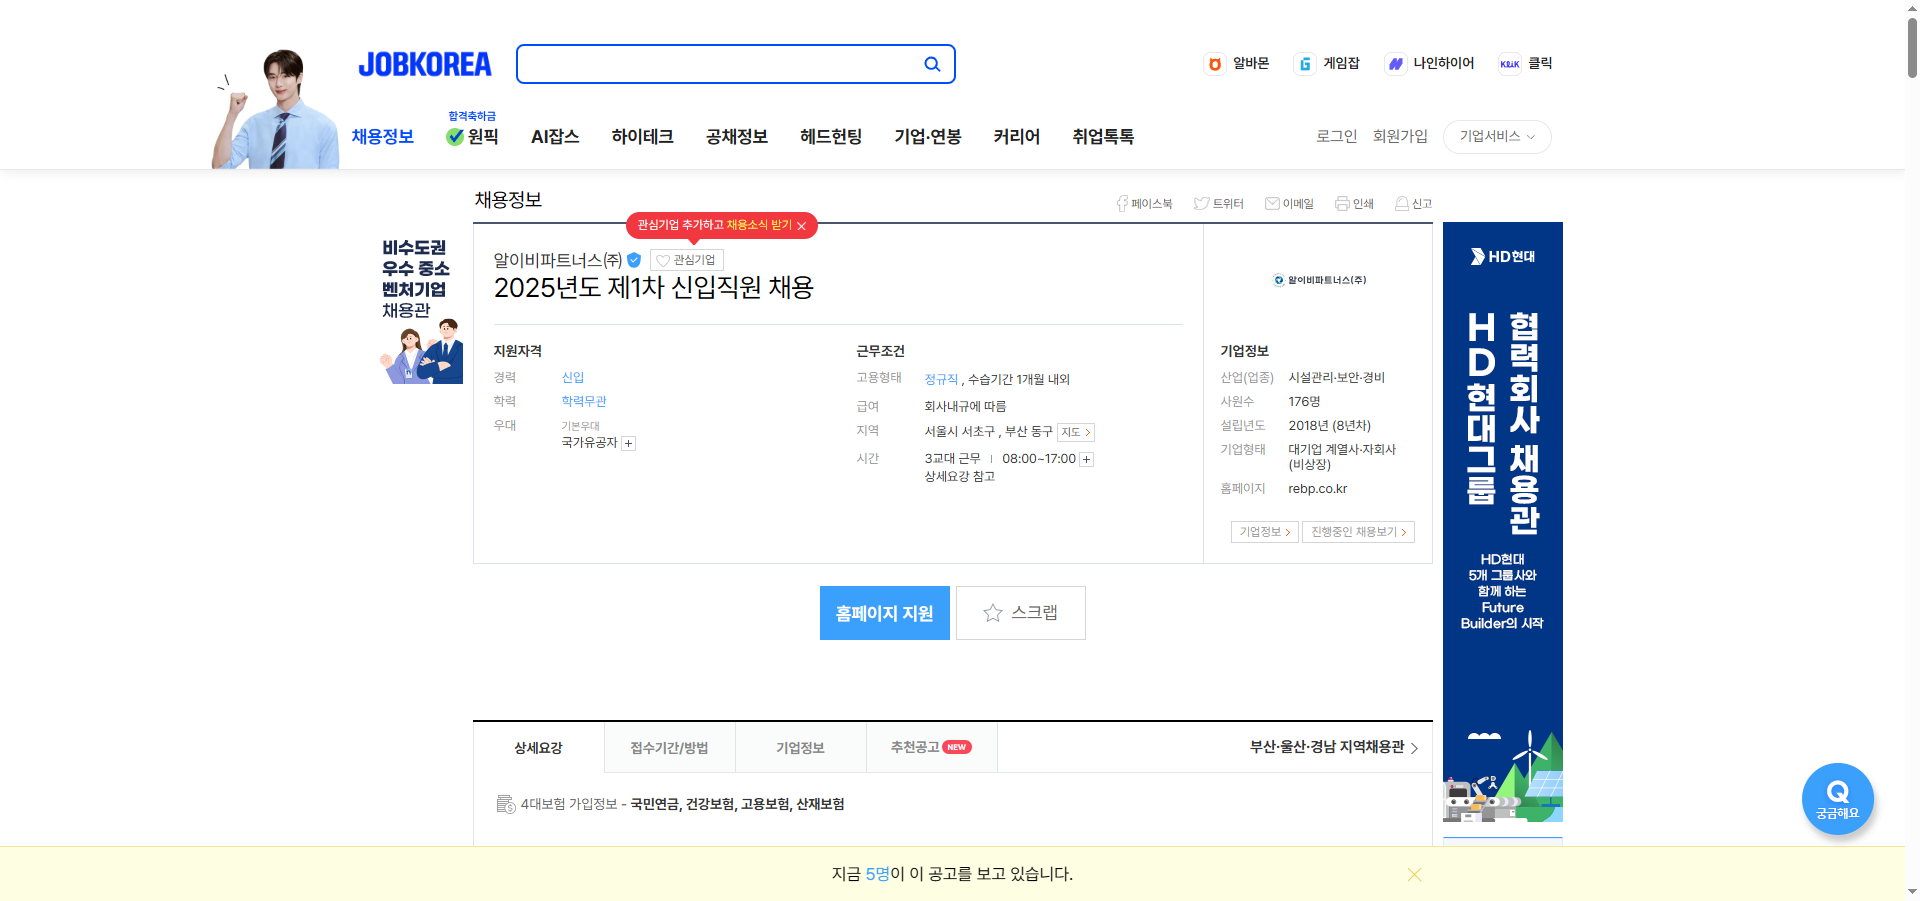 JOBKOREA
알바몬
게임잡
나인하이어
K릭IK 클릭
합격축하금
채용정보
원픽
AI잡스
하이테크
공채정보
헤드헌팅
기업·연봉
커리어
취업톡톡
로그인
회원가입
기업서비스
채용정보
페이스북
트위터
이메일
인쇄
신고
관심기업 추가하고 채용소식 받기
비수도권
우수 중소
벤처기업
채용관
알이비파트너스㈜
관심기업
2025년도 제1차 신입직원 채용
지원자격
경력 신입
학력 학력무관
우대 기본우대
국가유공자
근무조건
고용형태 정규직 , 수습기간 1개월 내외
급여 회사내규에 따름
지역 서울시 서초구 , 부산 동구 지도
시간 3교대 근무 08:00~17:00
상세요강 참고
알이비파트너스(주)
기업정보
산업(업종) 시설관리·보안·경비
사원수 176명
설립년도 2018년 (8년차)
기업형태 대기업 계열사·자회사
(비상장)
홈페이지 rebp.co.kr
기업정보
진행중인 채용보기
홈페이지 지원
스크랩
HD현대
협력회사 채용관
HD현대그룹
HD현대
5개 그룹사와
함께 하는
Future
Builder의 시작
상세요강
접수기간/방법
기업정보
추천공고 NEW
부산·울산·경남 지역채용관
4대보험 가입정보 - 국민연금, 건강보험, 고용보험, 산재보험
Q
궁금해요
지금 5명이 이 공고를 보고 있습니다.